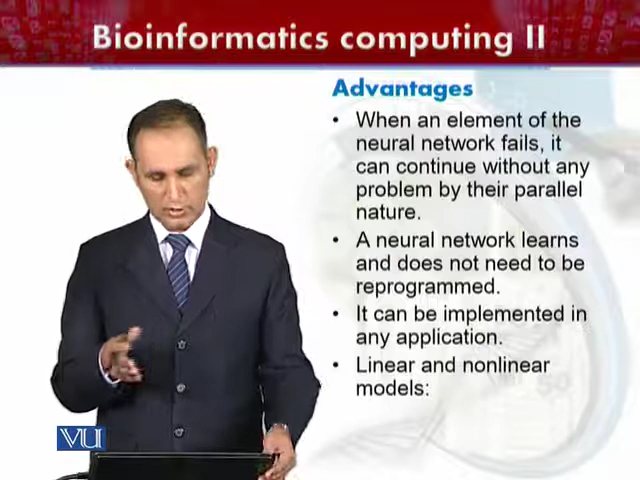 Bioinformatics computing II
Advantages
• When an element of the
neural network fails, it
can continue without any
problem by their parallel
nature.
• A neural network learns
and does not need to be
reprogrammed.
• It can be implemented in
any application.
• Linear and nonlinear
models:
VU